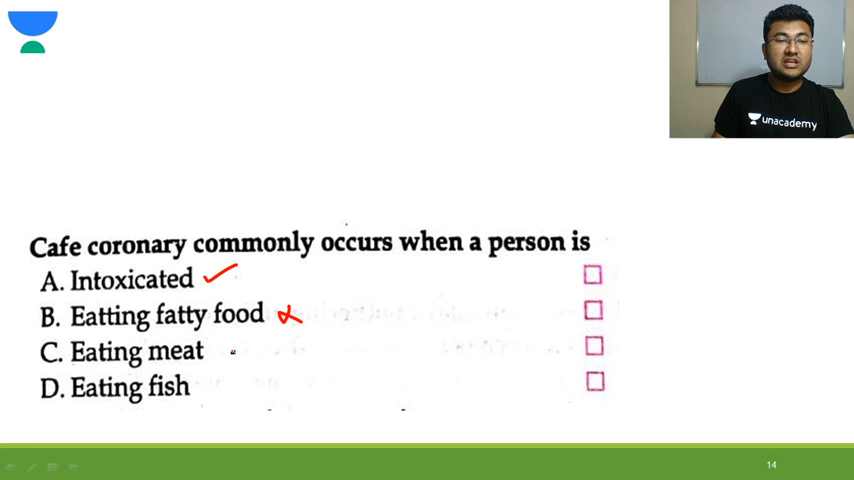 unacademy
Cafe coronary commonly occurs when a person is
A. Intoxicated
B. Eatting fatty food
C. Eating meat
D. Eating fish
14